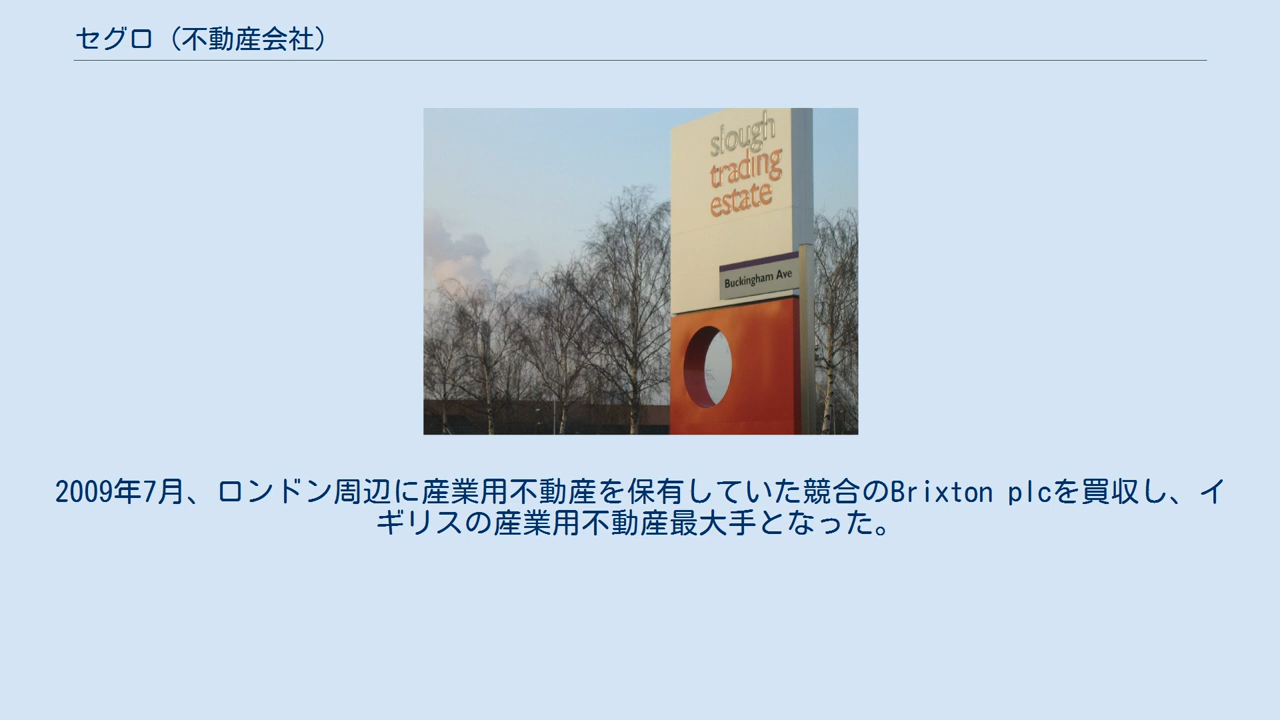 セグロ（不動産会社）
slough
trading
estate
Buckingham Ave
2009年7月、ロンドン周辺に産業用不動産を保有していた競合のBrixton plcを買収し、イ
ギリスの産業用不動産最大手となった。